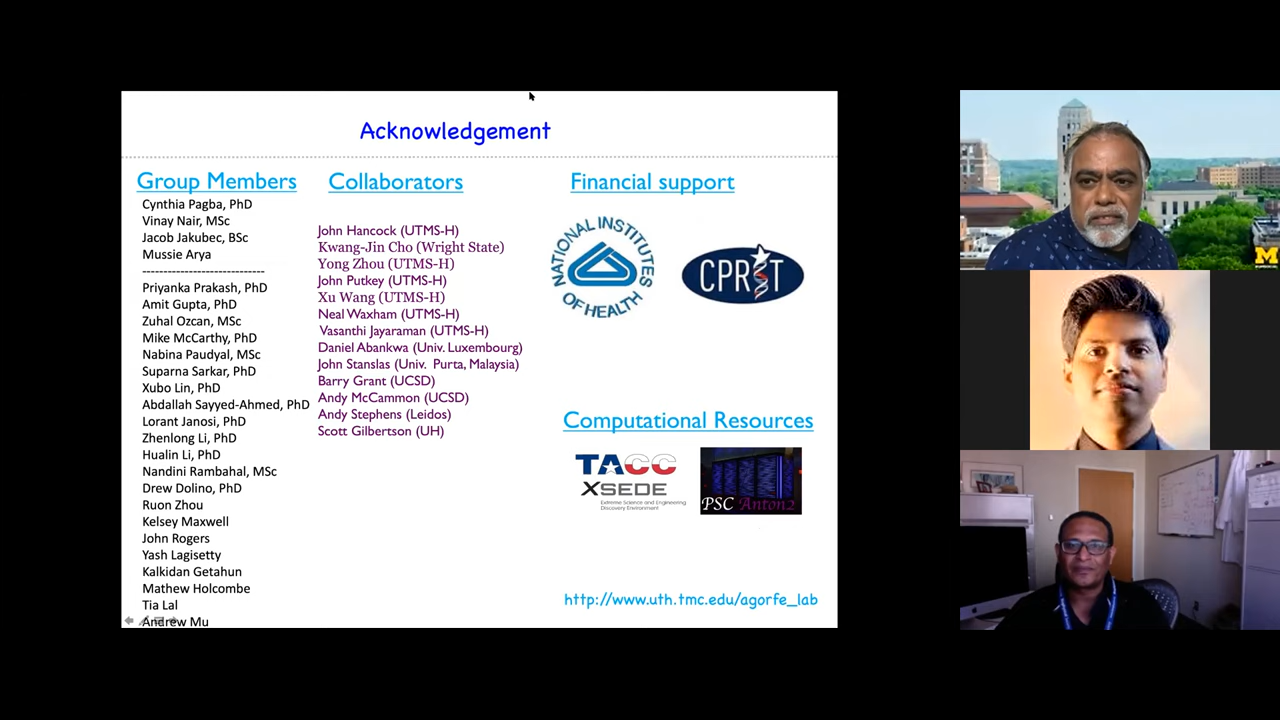 Acknowledgement
Group Members
Cynthia Pagba, PhD
Vinay Nair, MSc
Jacob Jakubec, BSc
Mussie Arya
-----------------------------
Priyanka Prakash, PhD
Amit Gupta, PhD
Zuhal Ozcan, MSc
Mike McCarthy, PhD
Nabina Paudyal, MSc
Suparna Sarkar, PhD
Xubo Lin, PhD
Abdallah Sayyed-Ahmed, PhD
Lorant Janosi, PhD
Zhenlong Li, PhD
Hualin Li, PhD
Nandini Rambahal, MSc
Drew Dolino, PhD
Ruon Zhou
Kelsey Maxwell
John Rogers
Yash Lagisetty
Kalkidan Getahun
Mathew Holcombe
Tia Lal
Andrew Mu
Collaborators
John Hancock (UTMS-H)
Kwang-Jin Cho (Wright State)
Yong Zhou (UTMS-H)
John Putkey (UTMS-H)
Xu Wang (UTMS-H)
Neal Waxham (UTMS-H)
Vasanthi Jayaraman (UTMS-H)
Daniel Abankwa (Univ. Luxembourg)
John Stanslas (Univ. Purta, Malaysia)
Barry Grant (UCSD)
Andy McCammon (UCSD)
Andy Stephens (Leidos)
Scott Gilbertson (UH)
Financial support
NATIONAL INSTITUTES
OF HEALTH
CPRIT
Computational Resources
TACC
XSEDE
Extreme Science and Engineering
Discovery Environment
PSC Anton2
http://www.uth.tmc.edu/agorfe_lab
M